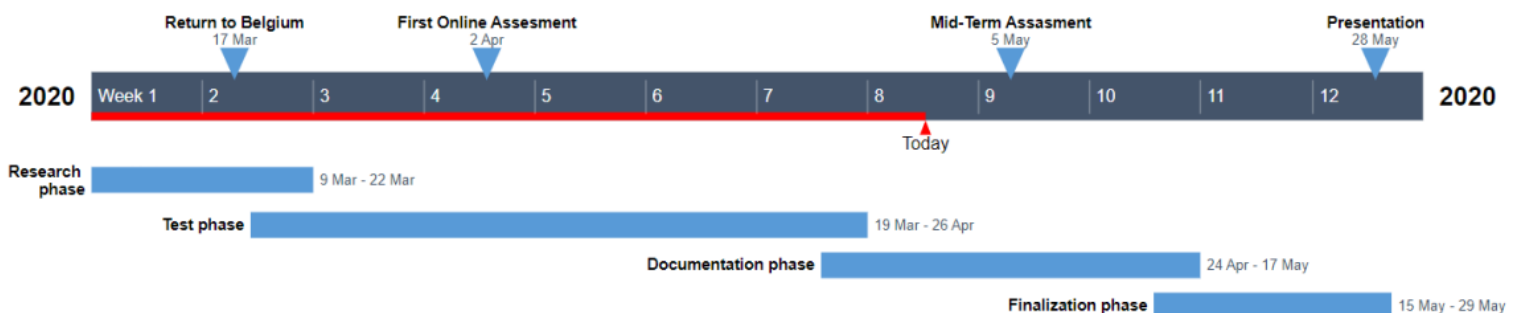 Return to Belgium
17 Mar
First Online Assesment
2 Apr
Mid-Term Assasment
5 May
Presentation
28 May
2020 Week 1 2 3 4 5 6 7 8 9 10 11 12 2020
Today
Research
phase
9 Mar - 22 Mar
Test phase 19 Mar - 26 Apr
Documentation phase 24 Apr - 17 May
Finalization phase 15 May - 29 May